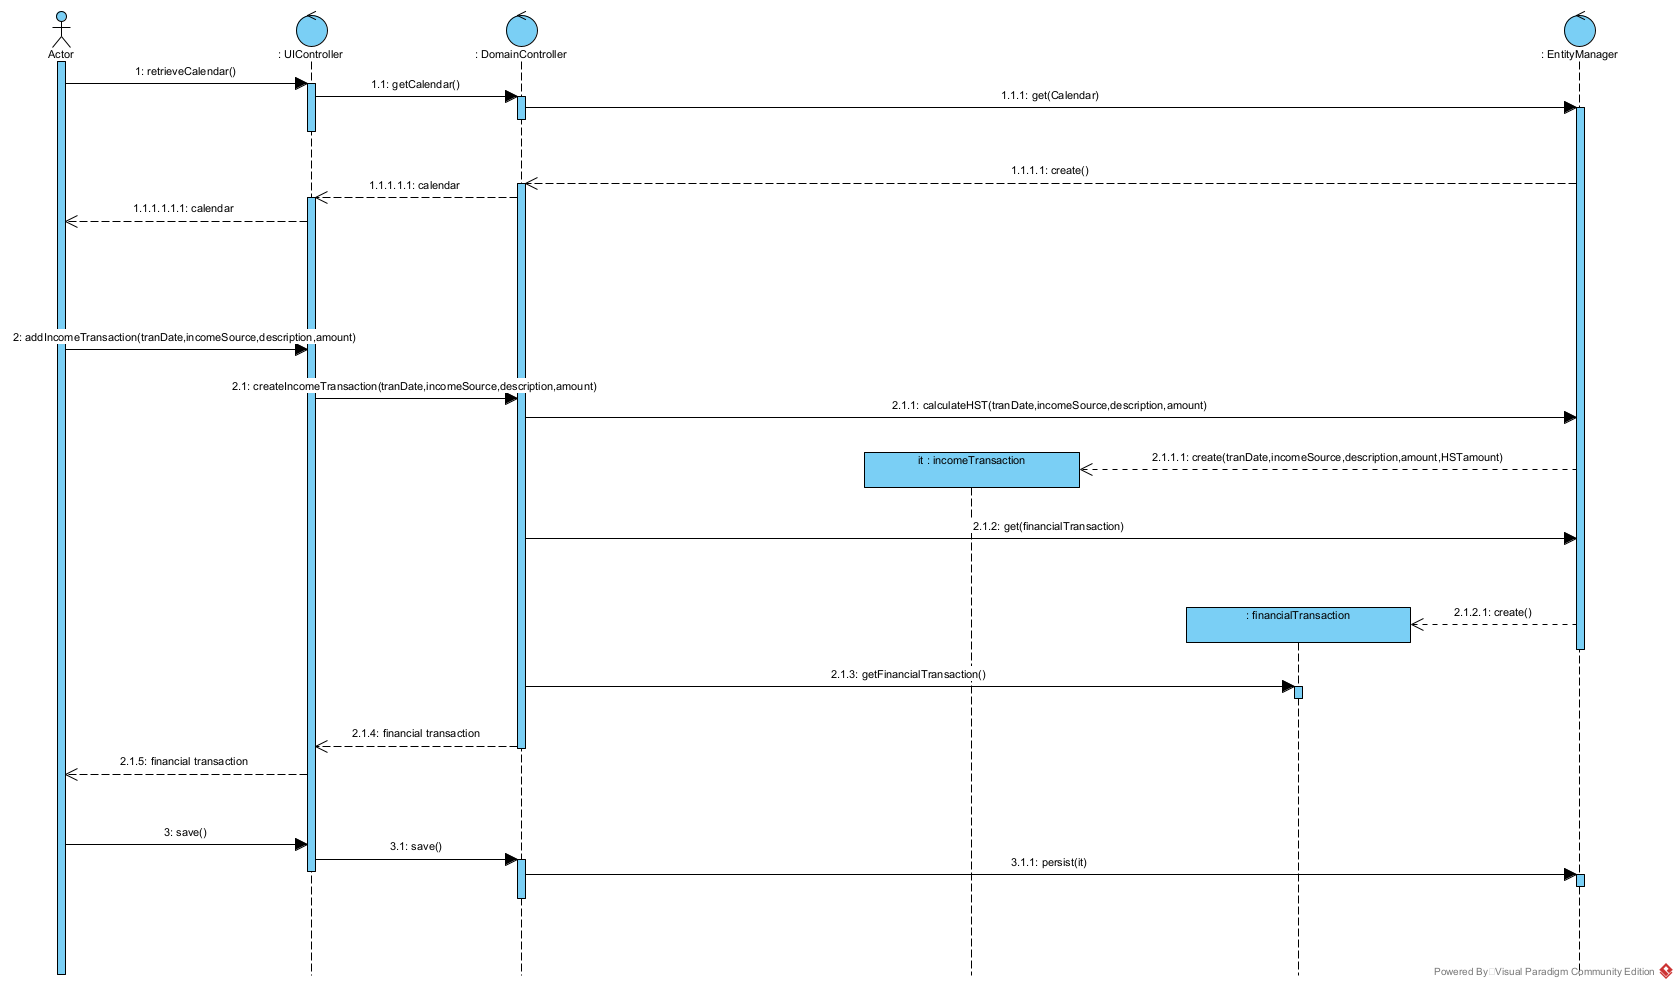 Actor
: UIController
: DomainController
: EntityManager
1: retrieveCalendar()
1.1: getCalendar()
1.1.1: get(Calendar)
1.1.1.1: create()
1.1.1.1.1: calendar
1.1.1.1.1.1: calendar
2: addIncomeTransaction(tranDate,incomeSource,description,amount)
2.1: createIncomeTransaction(tranDate,incomeSource,description,amount)
2.1.1: calculateHST(tranDate,incomeSource,description,amount)
it : incomeTransaction
2.1.1.1: create(tranDate,incomeSource,description,amount,HSTamount)
2.1.2: get(financialTransaction)
: financialTransaction
2.1.2.1: create()
2.1.3: getFinancialTransaction()
2.1.4: financial transaction
2.1.5: financial transaction
3: save()
3.1: save()
3.1.1: persist(it)
Powered By Visual Paradigm Community Edition